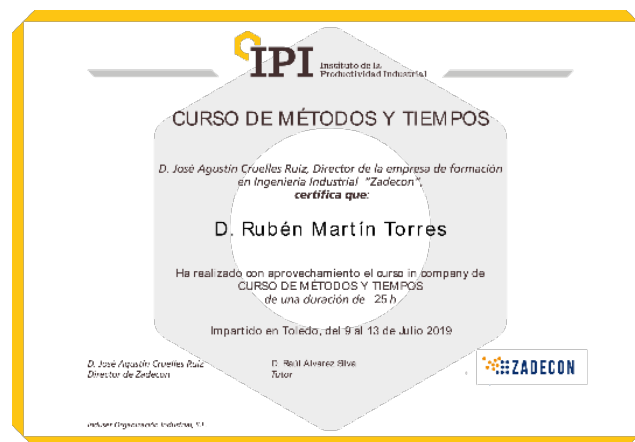 IPI
Instituto de la
Productividad Industrial
CURSO DE MÉTODOS Y TIEMPOS
D. José Agustín Cruelles Ruiz, Director de la empresa de formación
en Ingeniería Industrial "Zadecon",
certifica que:
D. Rubén Martín Torres
Ha realizado con aprovechamiento el curso in company de
CURSO DE MÉTODOS Y TIEMPOS
de una duración de 25 h
Impartido en Toledo, del 9 al 13 de Julio 2019
D. José Agustín Cruelles Ruiz
Director de Zadecon
D. Raúl Alvarez Silva
Tutor
ZADECON
Incluser Organización Industrial, S.L